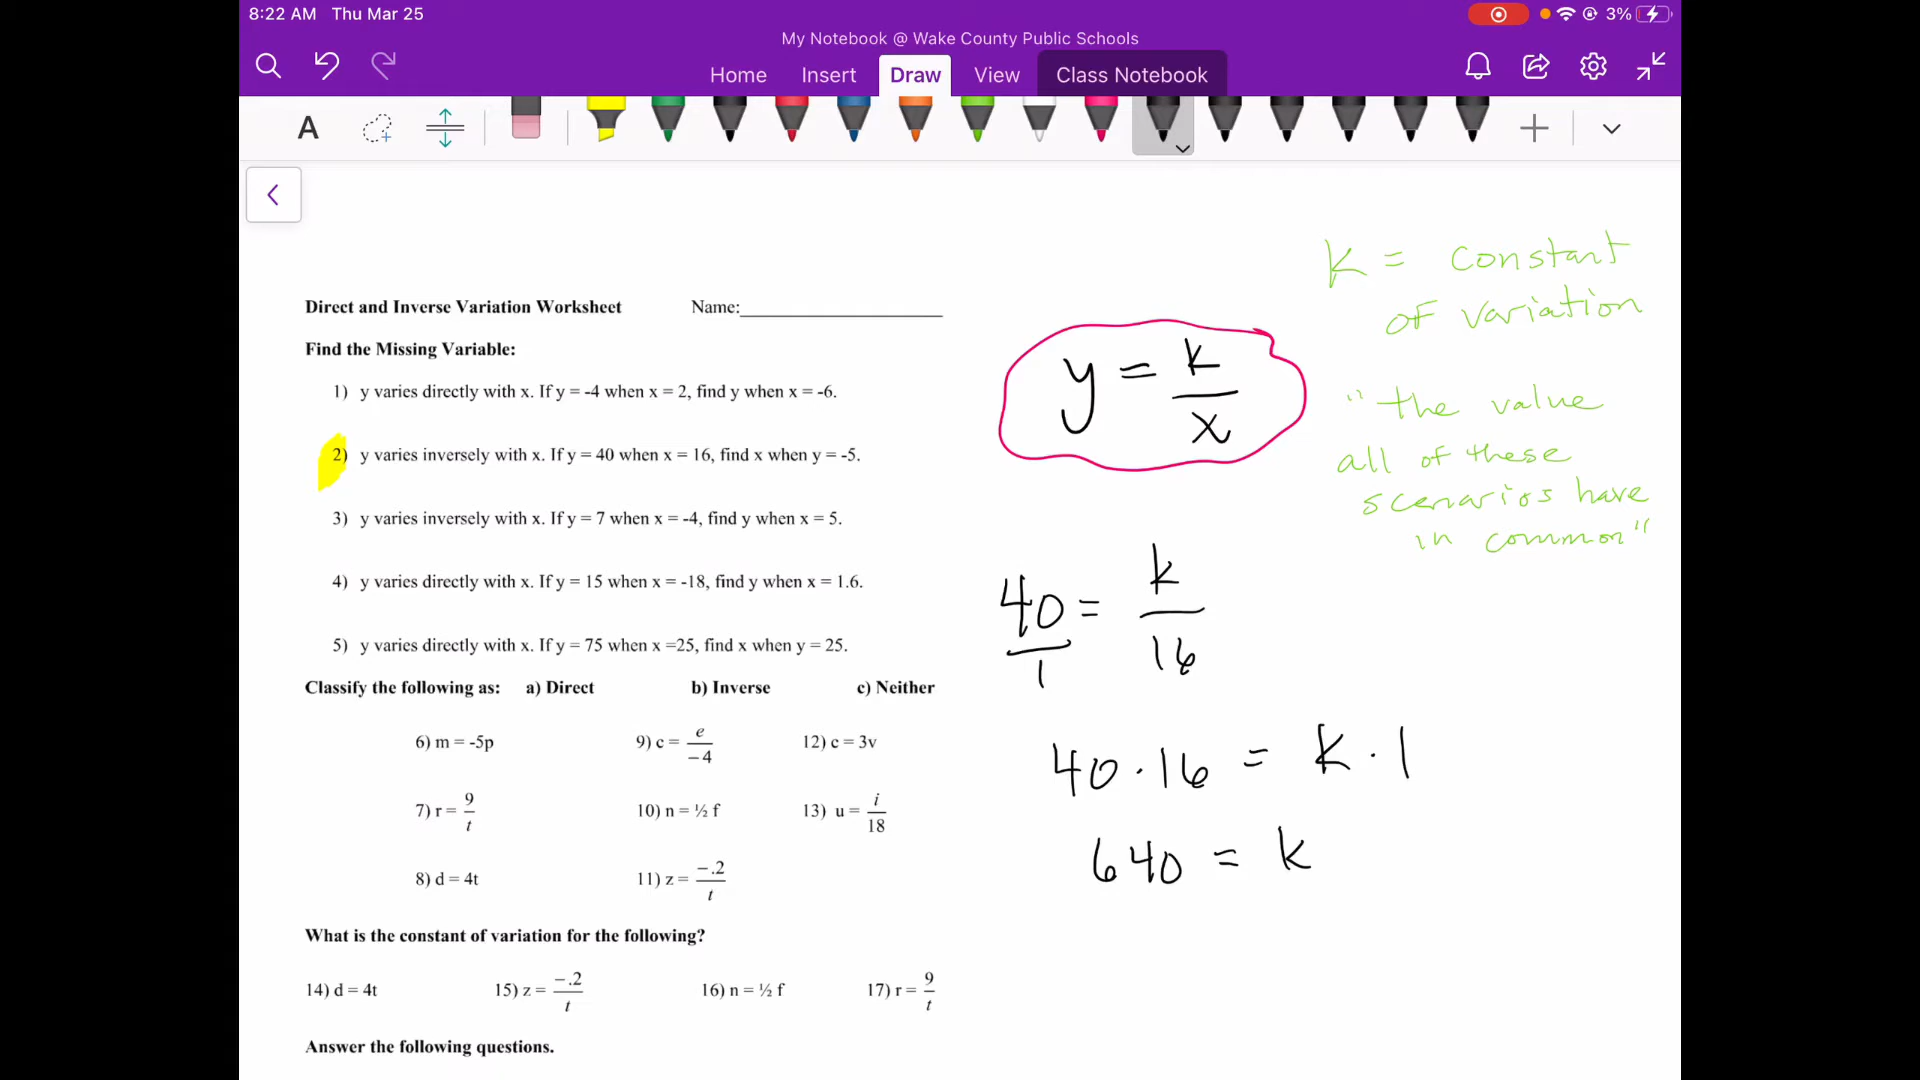 8:22 AM Thu Mar 25
3%
My Notebook @ Wake County Public Schools
Home Insert Draw View Class Notebook
A
Direct and Inverse Variation Worksheet Name:______________________
Find the Missing Variable:
1) y varies directly with x. If y = -4 when x = 2, find y when x = -6.
2) y varies inversely with x. If y = 40 when x = 16, find x when y = -5.
3) y varies inversely with x. If y = 7 when x = -4, find y when x = 5.
4) y varies directly with x. If y = 15 when x = -18, find y when x = 1.6.
5) y varies directly with x. If y = 75 when x =25, find x when y = 25.
Classify the following as: a) Direct b) Inverse c) Neither
6) m = -5p 9) c = e/−4 12) c = 3v
7) r = 9/t 10) n = ½ f 13) u = i/18
8) d = 4t 11) z = −.2/t
What is the constant of variation for the following?
14) d = 4t 15) z = −.2/t 16) n = ½ f 17) r = 9/t
Answer the following questions.
y = k/x
k = constant
of variation
"the value
all of these
scenarios have
in common"
40/1 = k/16
40 · 16 = k · 1
640 = k